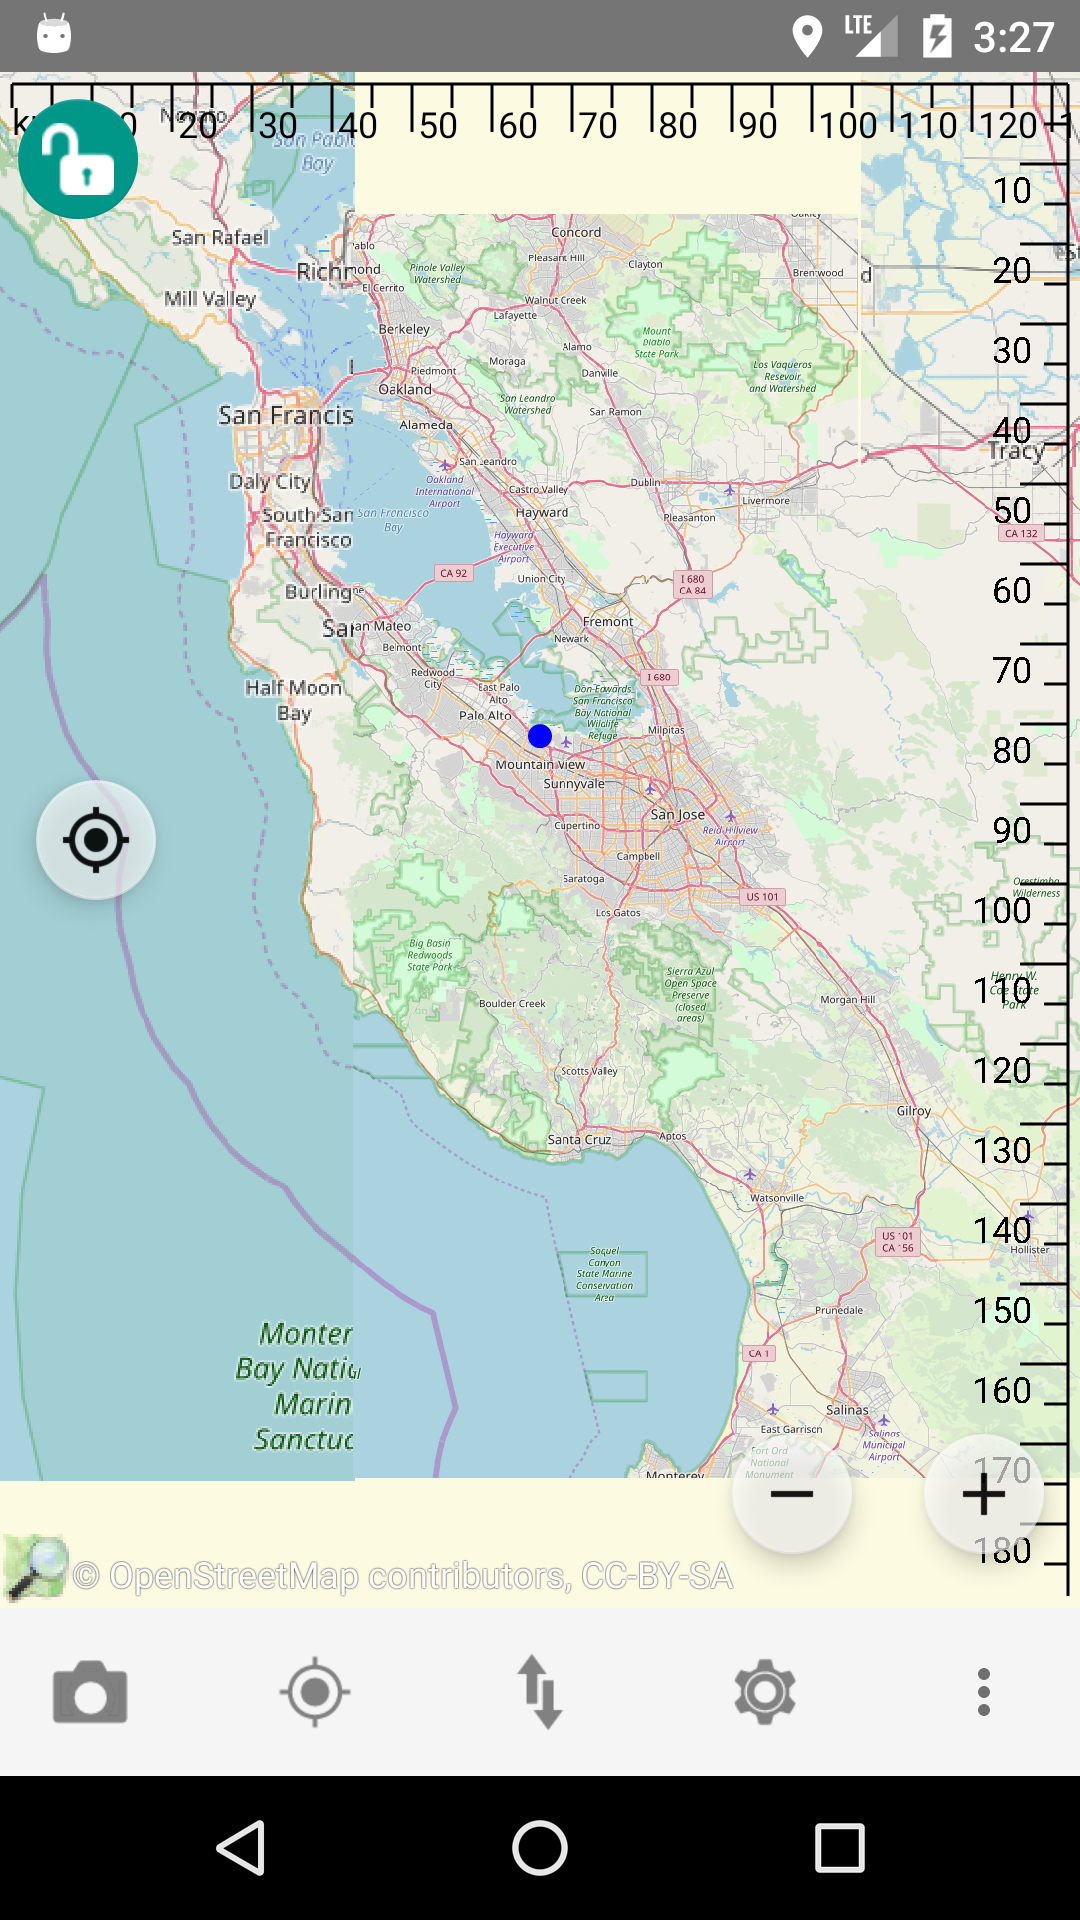 LTE 3:27
20 30 40 50 60 70 80 90 100 110 120
Novato
San Pablo
Bay
10
San Rafael
Concord
Pleasant Hill
Clayton
Oakley
Brentwood
Pinole Valley
Watershed
El Cerrito
20
Mill Valley
Walnut Creek
Lafayette
Berkeley
Mount
Diablo
State Park
30
Moraga
Alamo
Piedmont
Danville
Los Vaqueros
Resevoir
and Watershed
Oakland
San Leandro
Watershed
San Francis
Alameda
San Ramon
40
Tracy
San Leandro
Daly City
Oakland
International
Airport
Castro Valley
Dublin
Livermore
50
South San
Francisco
San Francisco
Bay
Hayward
Pleasanton
CA 132
Hayward
Executive
Airport
CA 92
Union City
I 680
CA 84
60
Burling
San Mateo
Fremont
Belmont
Newark
70
Redwood
City
I 680
Half Moon
Bay
East Palo
Alto
Don Edwards
San Francisco
Bay National
Wildlife
Refuge
Palo Alto
Milpitas
80
Mountain View
Sunnyvale
San Jose
Cupertino
Reid-Hillview
Airport
90
Campbell
Saratoga
US 101
Orestimba
Wilderness
Los Gatos
100
Big Basin
Redwoods
State Park
Sierra Azul
Open Space
Preserve
(closed
areas)
Henry W.
Coe State
Park
110
Boulder Creek
Morgan Hill
Scotts Valley
120
Gilroy
Santa Cruz
Aptos
130
Watsonville
140
US 101
CA 156
Hollister
Soquel
Canyon
State Marine
Conservation
Area
150
Prunedale
Monter
Bay Natio
Marin
Sanctuc
CA 1
160
Salinas
East Garrison
Salinas
Municipal
Airport
Fort Ord
National
Monument
Monterey
170
180
© OpenStreetMap contributors, CC-BY-SA